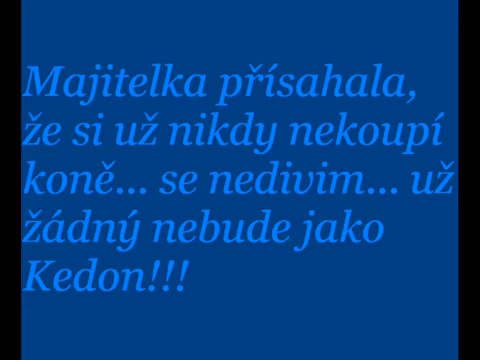 Majitelka přísahala,
že si už nikdy nekoupí
koně... se nedivim... už
žádný nebude jako
Kedon!!!